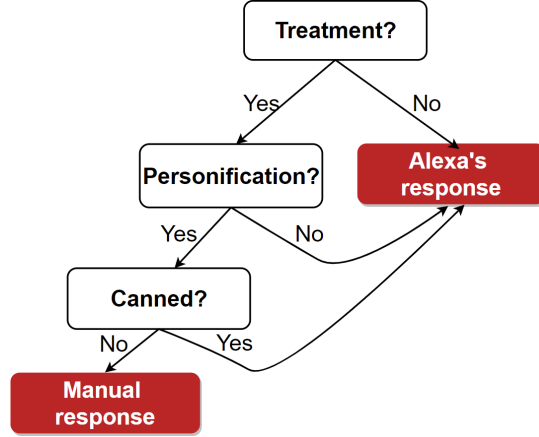 Treatment?
Yes
No
Personification?
Alexa's
response
Yes
No
Canned?
No
Yes
Manual
response